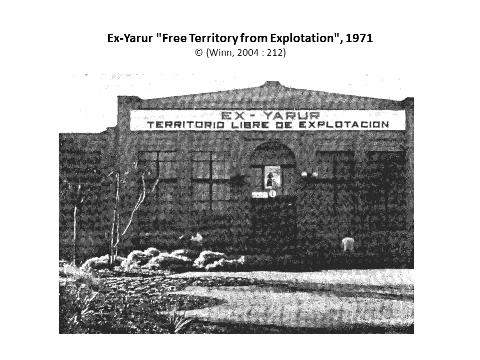 Ex-Yarur "Free Territory from Explotation", 1971
© (Winn, 2004 : 212)
EX - YARUR
TERRITORIO LIBRE DE EXPLOTACION